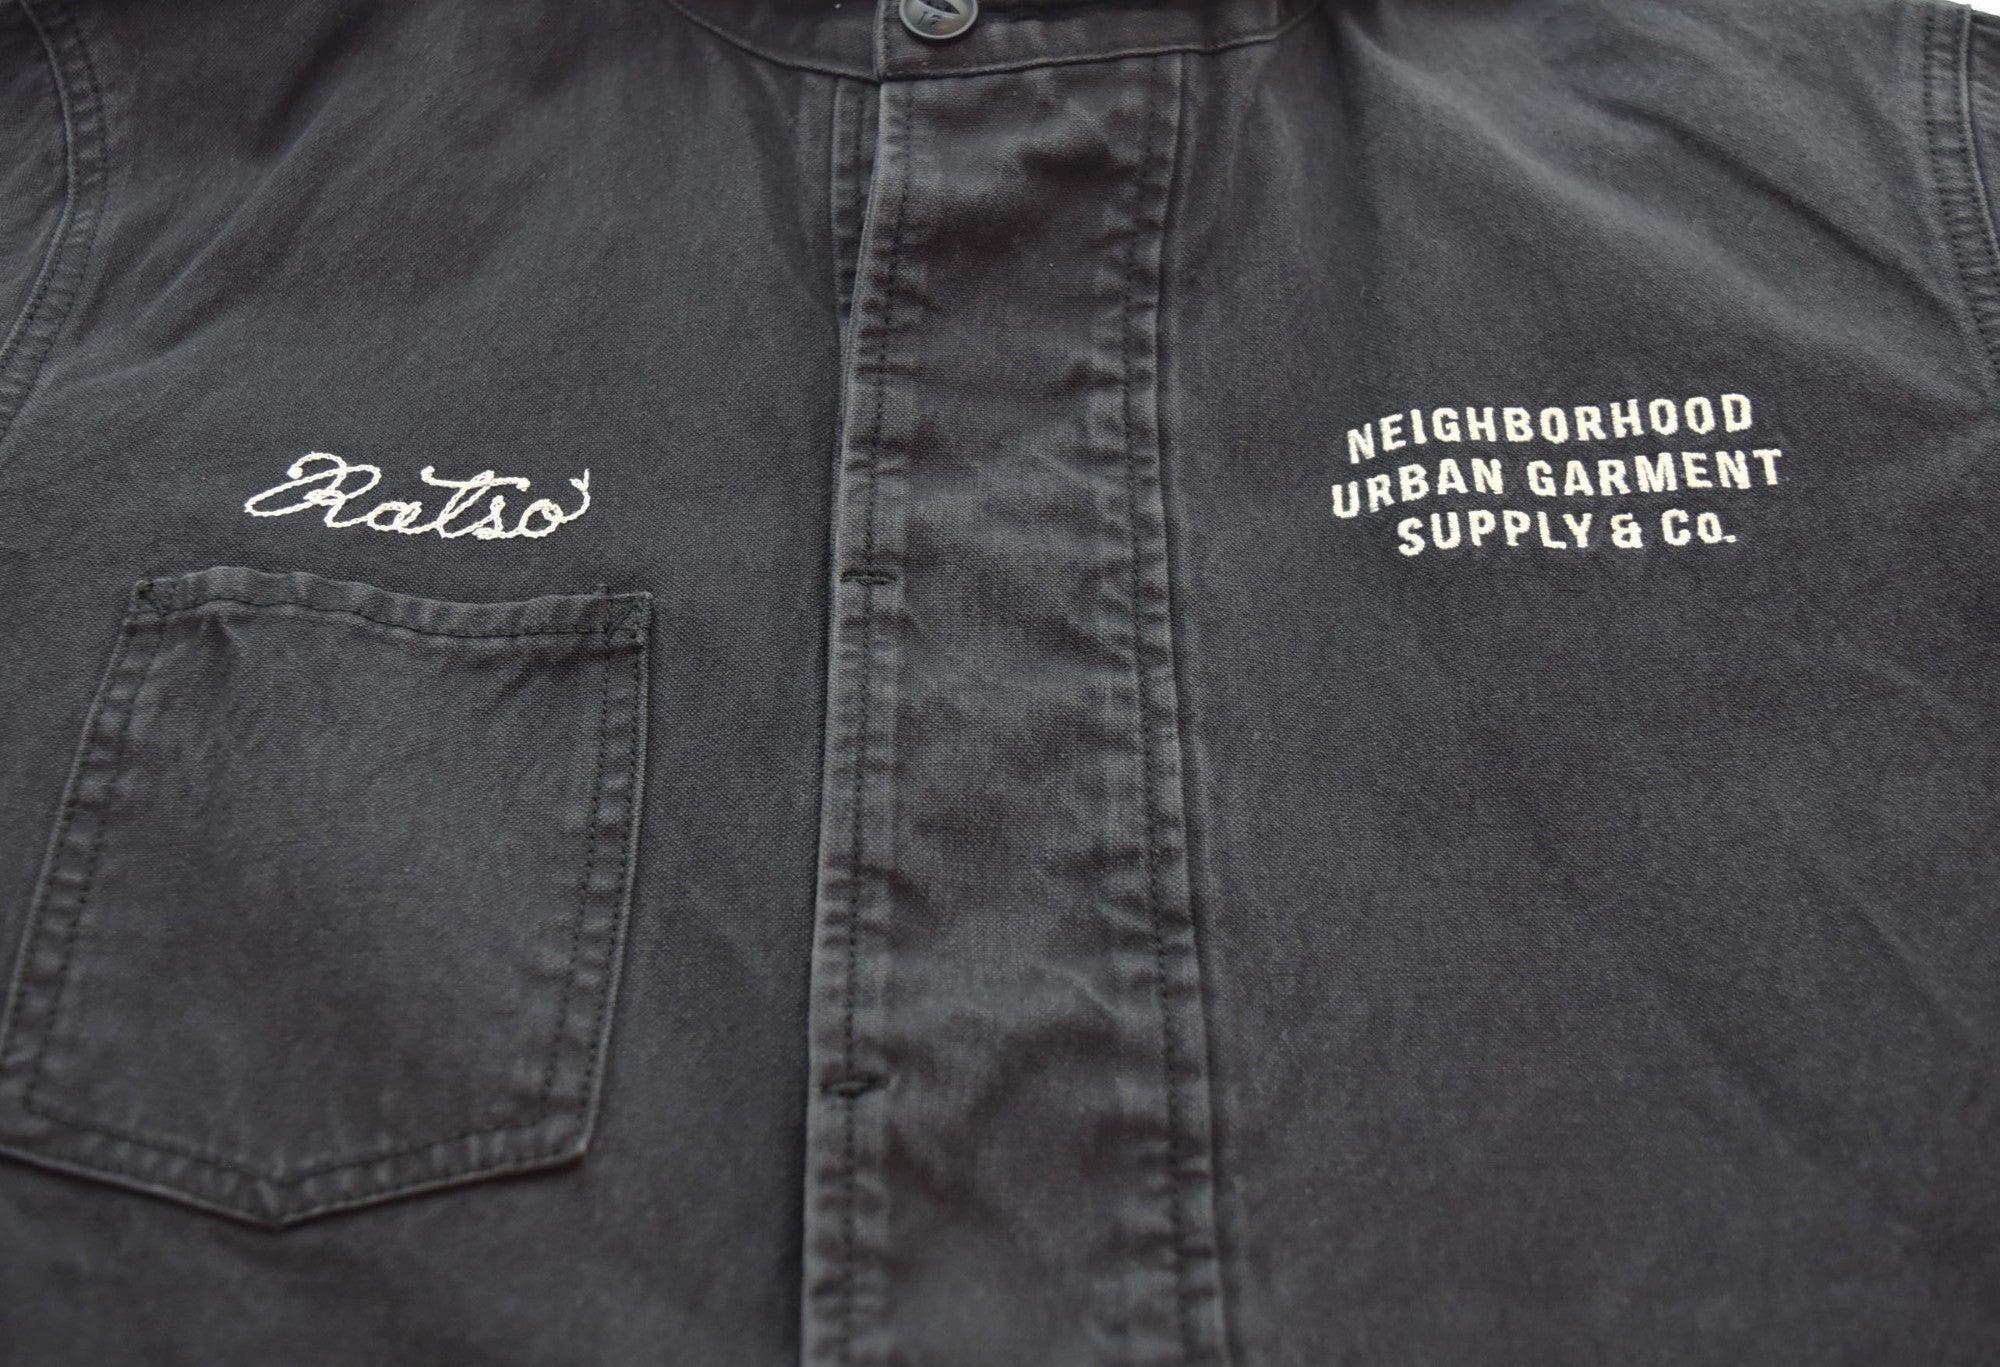 Ratso
NEIGHBORHOOD
URBAN GARMENT
SUPPLY & CO.